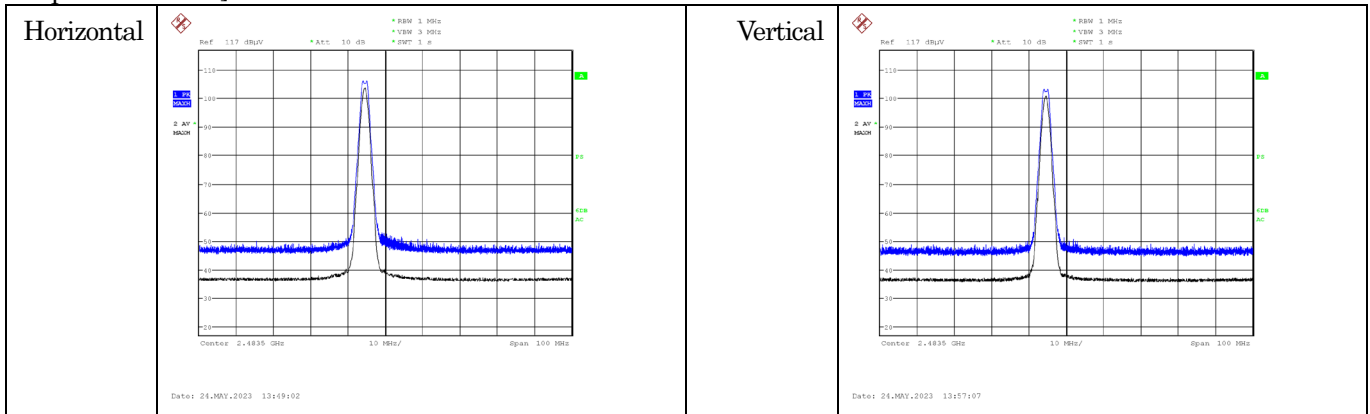 Horizontal
* RBW 1 MHz
* VBW 3 MHz
Ref 117 dBµV
* Att 10 dB
* SWT 1 s
110
A
1 PK
MAXH
100
2 AV *
MAXH
90
80
PS
70
60
6DB
AC
50
40
30
20
Center 2.4835 GHz
10 MHz/
Span 100 MHz
Date: 24.MAY.2023 13:49:02
Vertical
* RBW 1 MHz
* VBW 3 MHz
Ref 117 dBµV
* Att 10 dB
* SWT 1 s
110
A
1 PK
MAXH
100
2 AV *
MAXH
90
80
PS
70
60
6DB
AC
50
40
30
20
Center 2.4835 GHz
10 MHz/
Span 100 MHz
Date: 24.MAY.2023 13:57:07